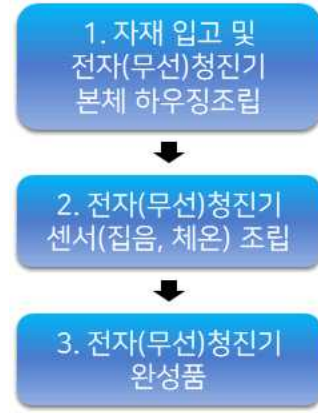 1. 자재 입고 및
전자(무선)청진기
본체 하우징조립
2. 전자(무선)청진기
센서(집음, 체온) 조립
3. 전자(무선)청진기
완성품